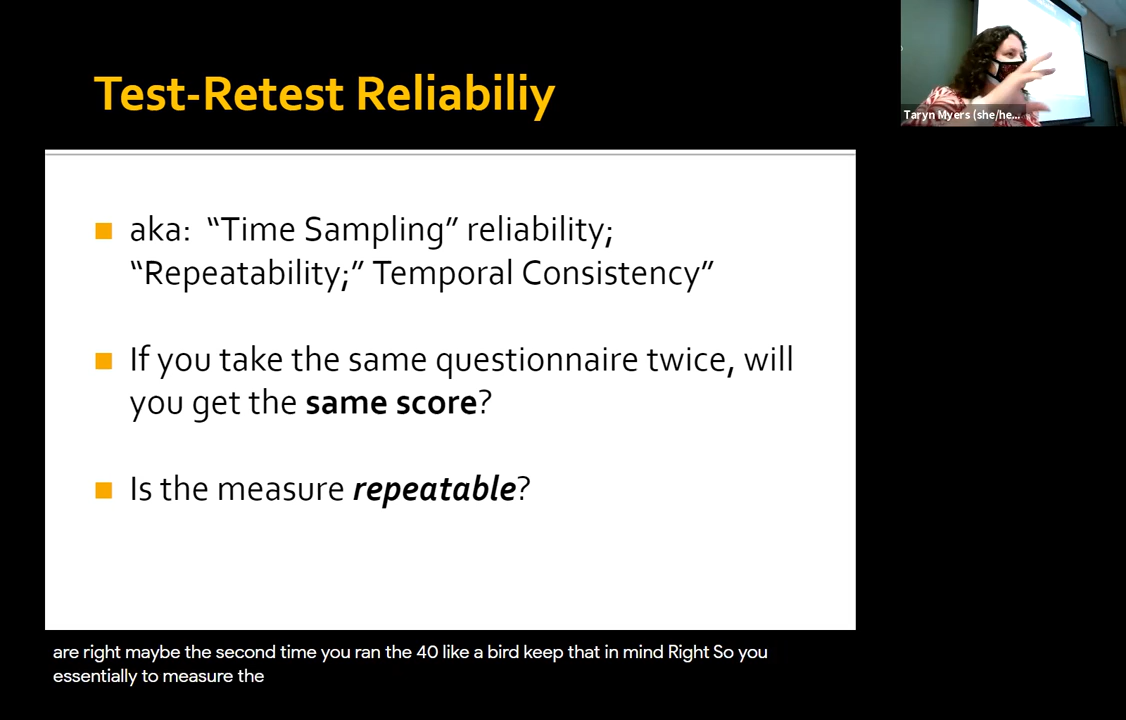 Test-Retest Reliabiliy
Taryn Myers (she/he...
aka: “Time Sampling” reliability;
“Repeatability;” Temporal Consistency”
If you take the same questionnaire twice, will
you get the same score?
Is the measure repeatable?
are right maybe the second time you ran the 40 like a bird keep that in mind Right So you
essentially to measure the